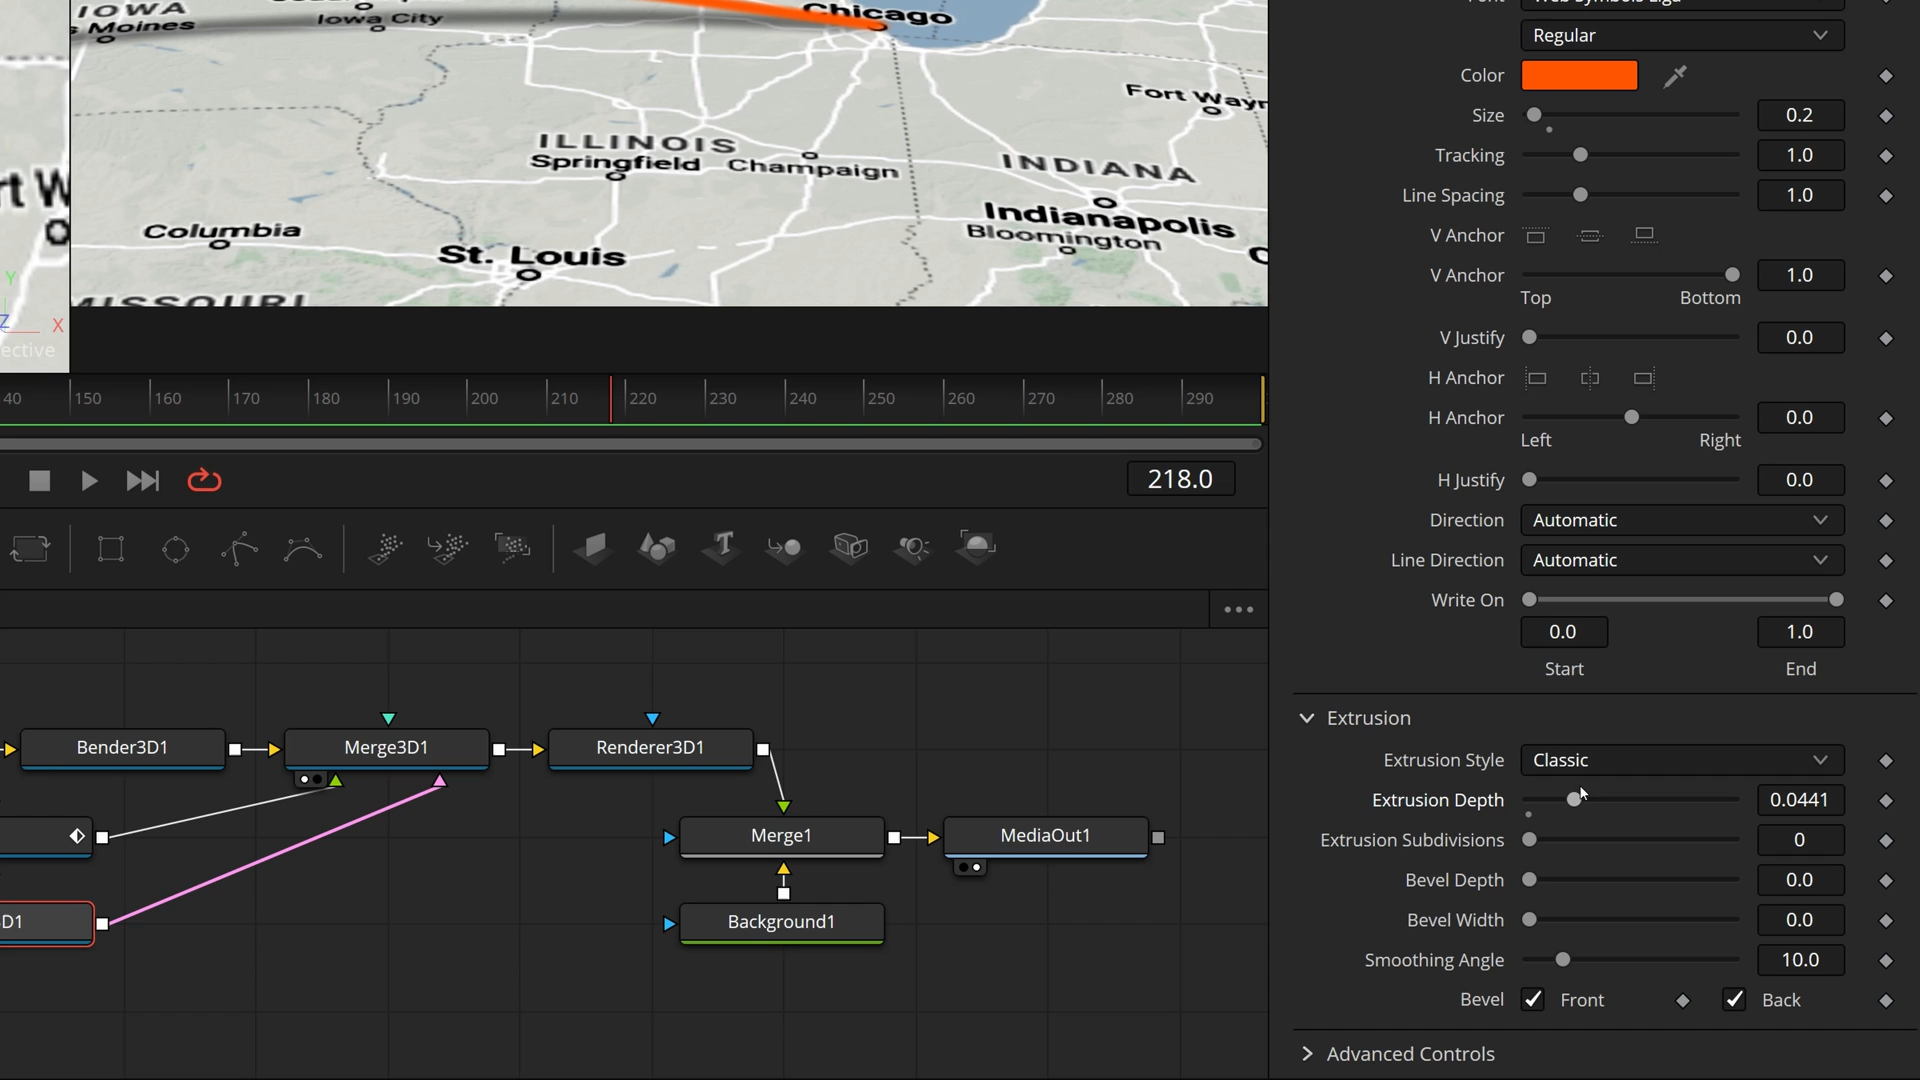 IOWA
Moines
Iowa City
Chicago
Fort Wayn
ILLINOIS
Springfield
Champaign
INDIANA
rt W
Indianapolis
Bloomington
C
Columbia
St. Louis
MISSOURI
Y
Z
X
ective
40 150 160 170 180 190 200 210 220 230 240 250 260 270 280 290
218.0
Bender3D1
Merge3D1
Renderer3D1
Merge1
MediaOut1
D1
Background1
Regular
Color
Size 0.2
Tracking 1.0
Line Spacing 1.0
V Anchor
V Anchor 1.0
Top Bottom
V Justify 0.0
H Anchor
H Anchor 0.0
Left Right
H Justify 0.0
Direction Automatic
Line Direction Automatic
Write On
0.0 1.0
Start End
Extrusion
Extrusion Style Classic
Extrusion Depth 0.0441
Extrusion Subdivisions 0
Bevel Depth 0.0
Bevel Width 0.0
Smoothing Angle 10.0
Bevel Front Back
Advanced Controls